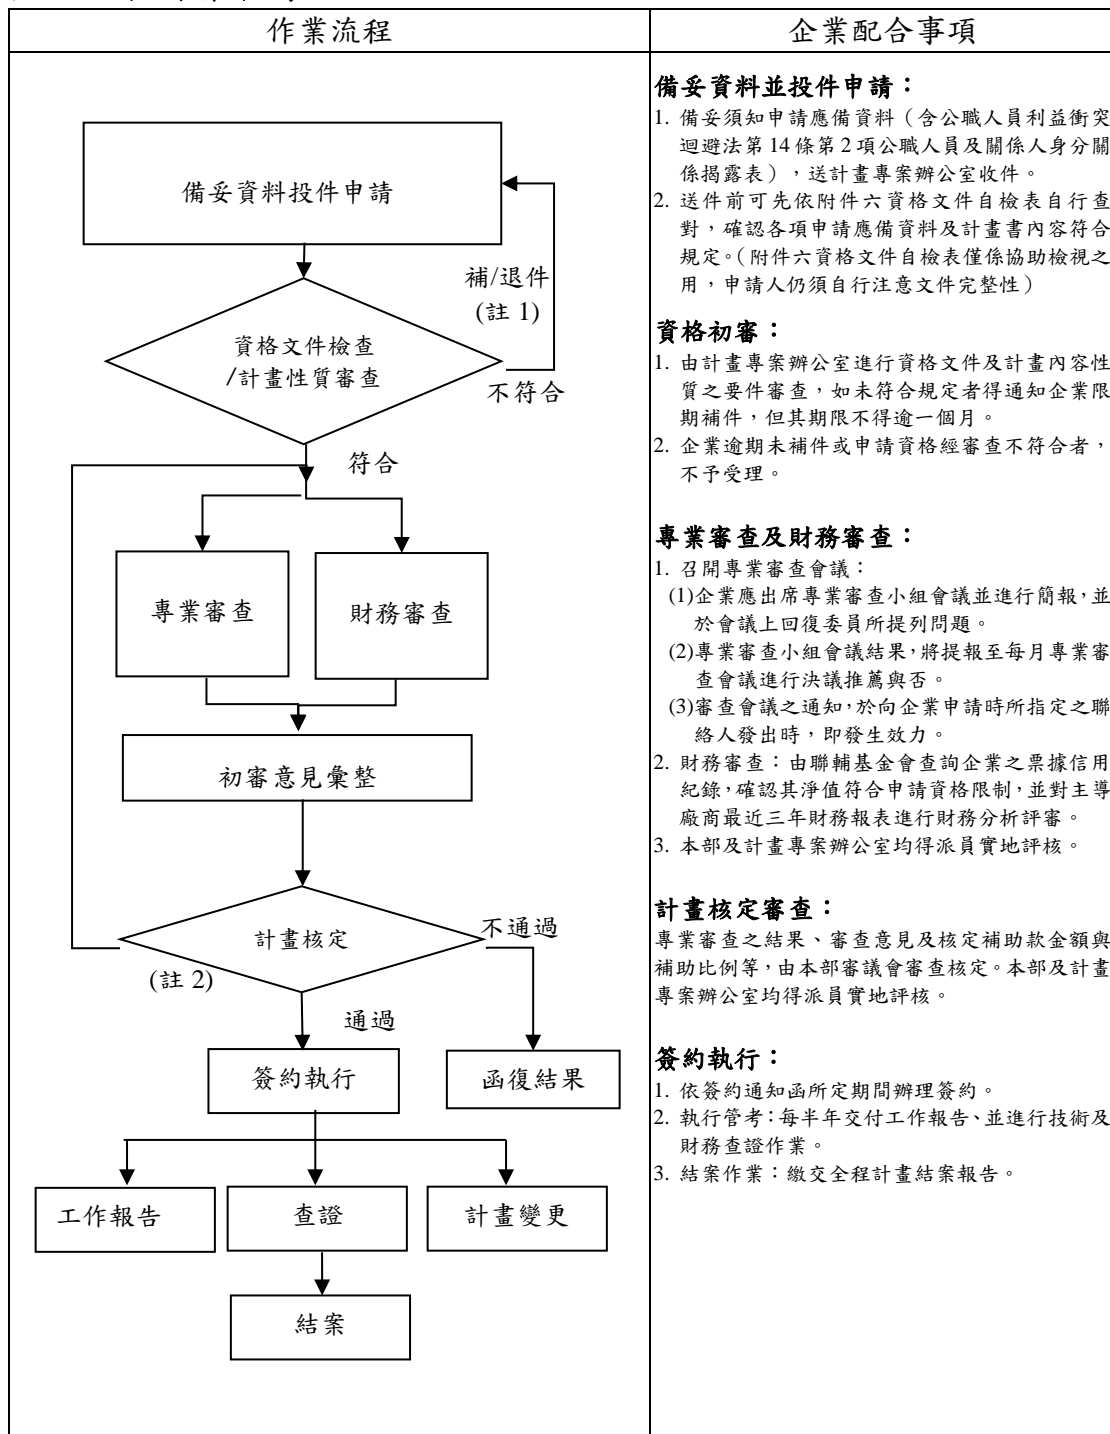 作業流程
企業配合事項
備妥資料投件申請
補/退件
(註 1)
資格文件檢查
/計畫性質審查
不符合
符合
專業審查
財務審查
初審意見彙整
計畫核定
不通過
(註 2)
通過
簽約執行
函復結果
工作報告
查證
計畫變更
結案
備妥資料並投件申請：
1. 備妥須知申請應備資料（含公職人員利益衝突
迴避法第 14 條第 2 項公職人員及關係人身分關
係揭露表），送計畫專案辦公室收件。
2. 送件前可先依附件六資格文件自檢表自行查
對，確認各項申請應備資料及計畫書內容符合
規定。（附件六資格文件自檢表僅係協助檢視之
用，申請人仍須自行注意文件完整性）
資格初審：
1. 由計畫專案辦公室進行資格文件及計畫內容性
質之要件審查，如未符合規定者得通知企業限
期補件，但其期限不得逾一個月。
2. 企業逾期未補件或申請資格經審查不符合者，
不予受理。
專業審查及財務審查：
1. 召開專業審查會議：
(1)企業應出席專業審查小組會議並進行簡報，並
於會議上回復委員所提列問題。
(2)專業審查小組會議結果，將提報至每月專業審
查會議進行決議推薦與否。
(3)審查會議之通知，於向企業申請時所指定之聯
絡人發出時，即發生效力。
2. 財務審查：由聯輔基金會查詢企業之票據信用
紀錄，確認其淨值符合申請資格限制，並對主導
廠商最近三年財務報表進行財務分析評審。
3. 本部及計畫專案辦公室均得派員實地評核。
計畫核定審查：
專業審查之結果、審查意見及核定補助款金額與
補助比例等，由本部審議會審查核定。本部及計畫
專案辦公室均得派員實地評核。
簽約執行：
1. 依簽約通知函所定期間辦理簽約。
2. 執行管考：每半年交付工作報告、並進行技術及
財務查證作業。
3. 結案作業：繳交全程計畫結案報告。